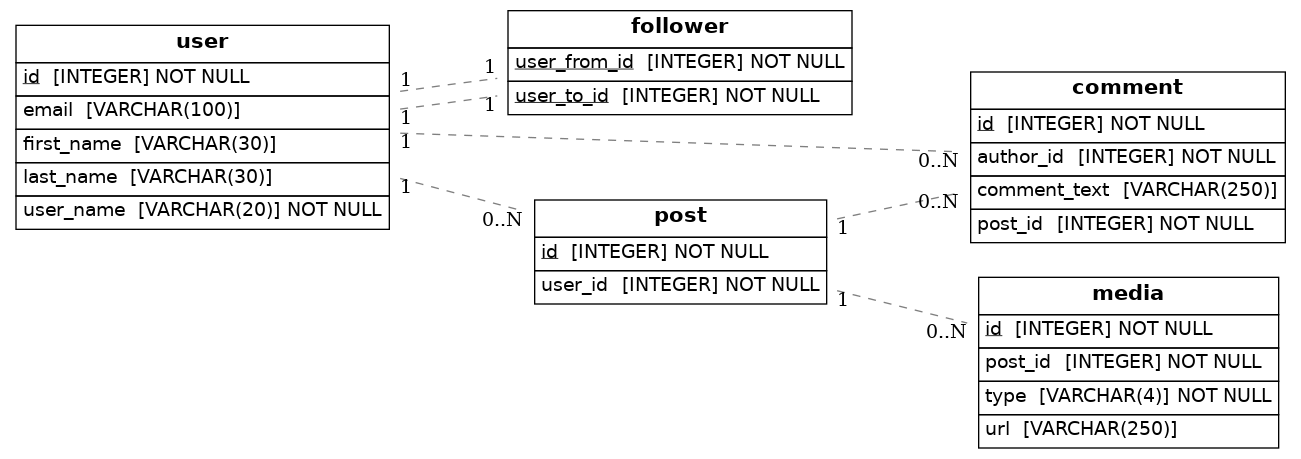 user
id [INTEGER] NOT NULL
email [VARCHAR(100)]
first_name [VARCHAR(30)]
last_name [VARCHAR(30)]
user_name [VARCHAR(20)] NOT NULL
1
1
1
1
1
1
0..N
0..N
follower
user_from_id [INTEGER] NOT NULL
user_to_id [INTEGER] NOT NULL
post
id [INTEGER] NOT NULL
user_id [INTEGER] NOT NULL
1
0..N
1
0..N
comment
id [INTEGER] NOT NULL
author_id [INTEGER] NOT NULL
comment_text [VARCHAR(250)]
post_id [INTEGER] NOT NULL
media
id [INTEGER] NOT NULL
post_id [INTEGER] NOT NULL
type [VARCHAR(4)] NOT NULL
url [VARCHAR(250)]